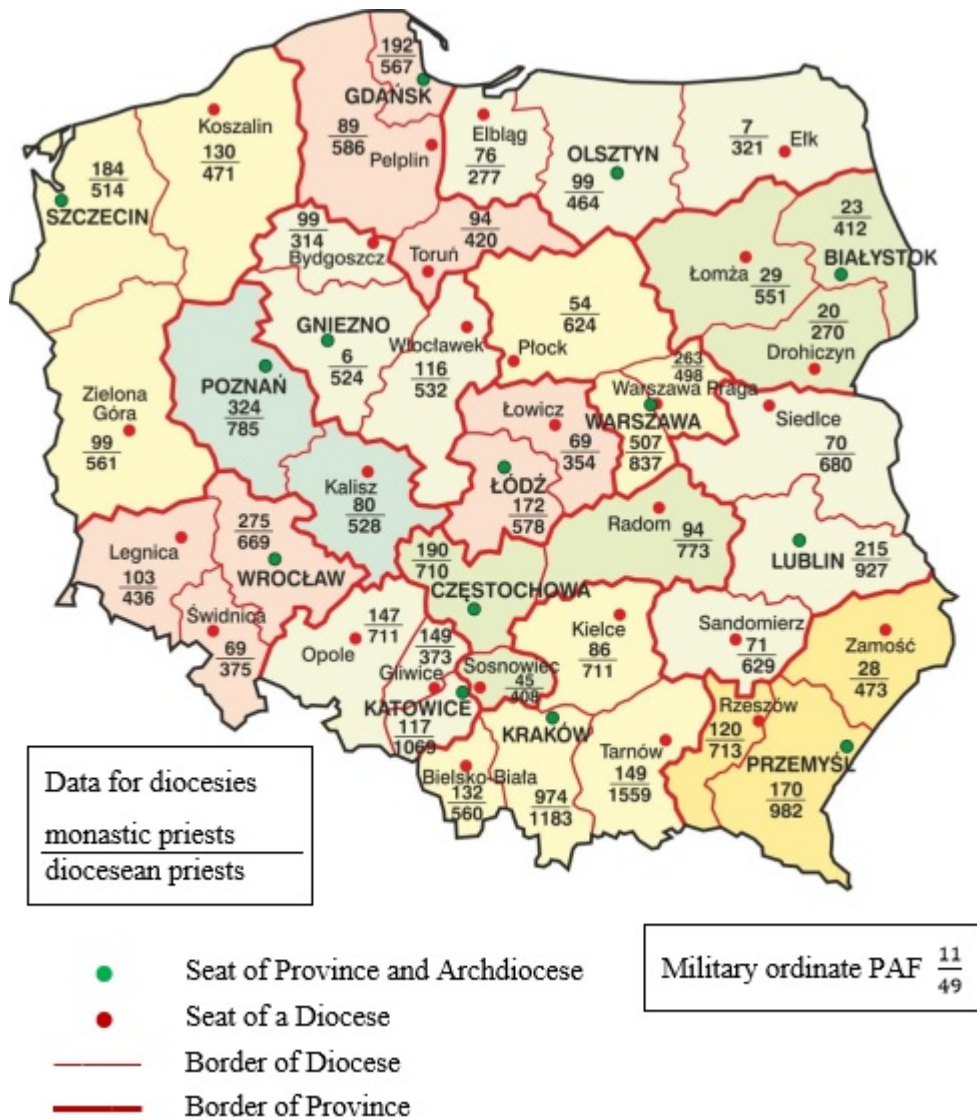 192
567
GDAŃSK
Koszalin
130
471
89
586
Pelplin
Elbląg
76
277
OLSZTYN
99
464
7
321
Ełk
184
514
SZCZECIN
99
314
Bydgoszcz
94
420
Toruń
23
412
BIAŁYSTOK
Łomża
29
551
20
270
Drohiczyn
54
624
Płock
GNIEZNO
6
524
Włocławek
116
532
POZNAŃ
324
785
Zielona
Góra
99
561
263
498
Warszawa Praga
WARSZAWA
507
837
Siedlce
70
680
Łowicz
69
354
ŁÓDŹ
172
578
Kalisz
80
528
Radom
94
773
LUBLIN
215
927
Legnica
103
436
275
669
WROCŁAW
Świdnica
69
375
190
710
CZĘSTOCHOWA
147
711
Opole
149
373
Gliwice
Sosnowiec
45
408
Kielce
86
711
Sandomierz
71
629
Zamość
28
473
KATOWICE
117
1069
KRAKÓW
974
1183
Bielsko-Biała
132
560
Tarnów
149
1559
Rzeszów
120
713
PRZEMYŚL
170
982
Data for diocesies
monastic priests
diocesean priests
Military ordinate PAF 11
49
Seat of Province and Archdiocese
Seat of a Diocese
Border of Diocese
Border of Province